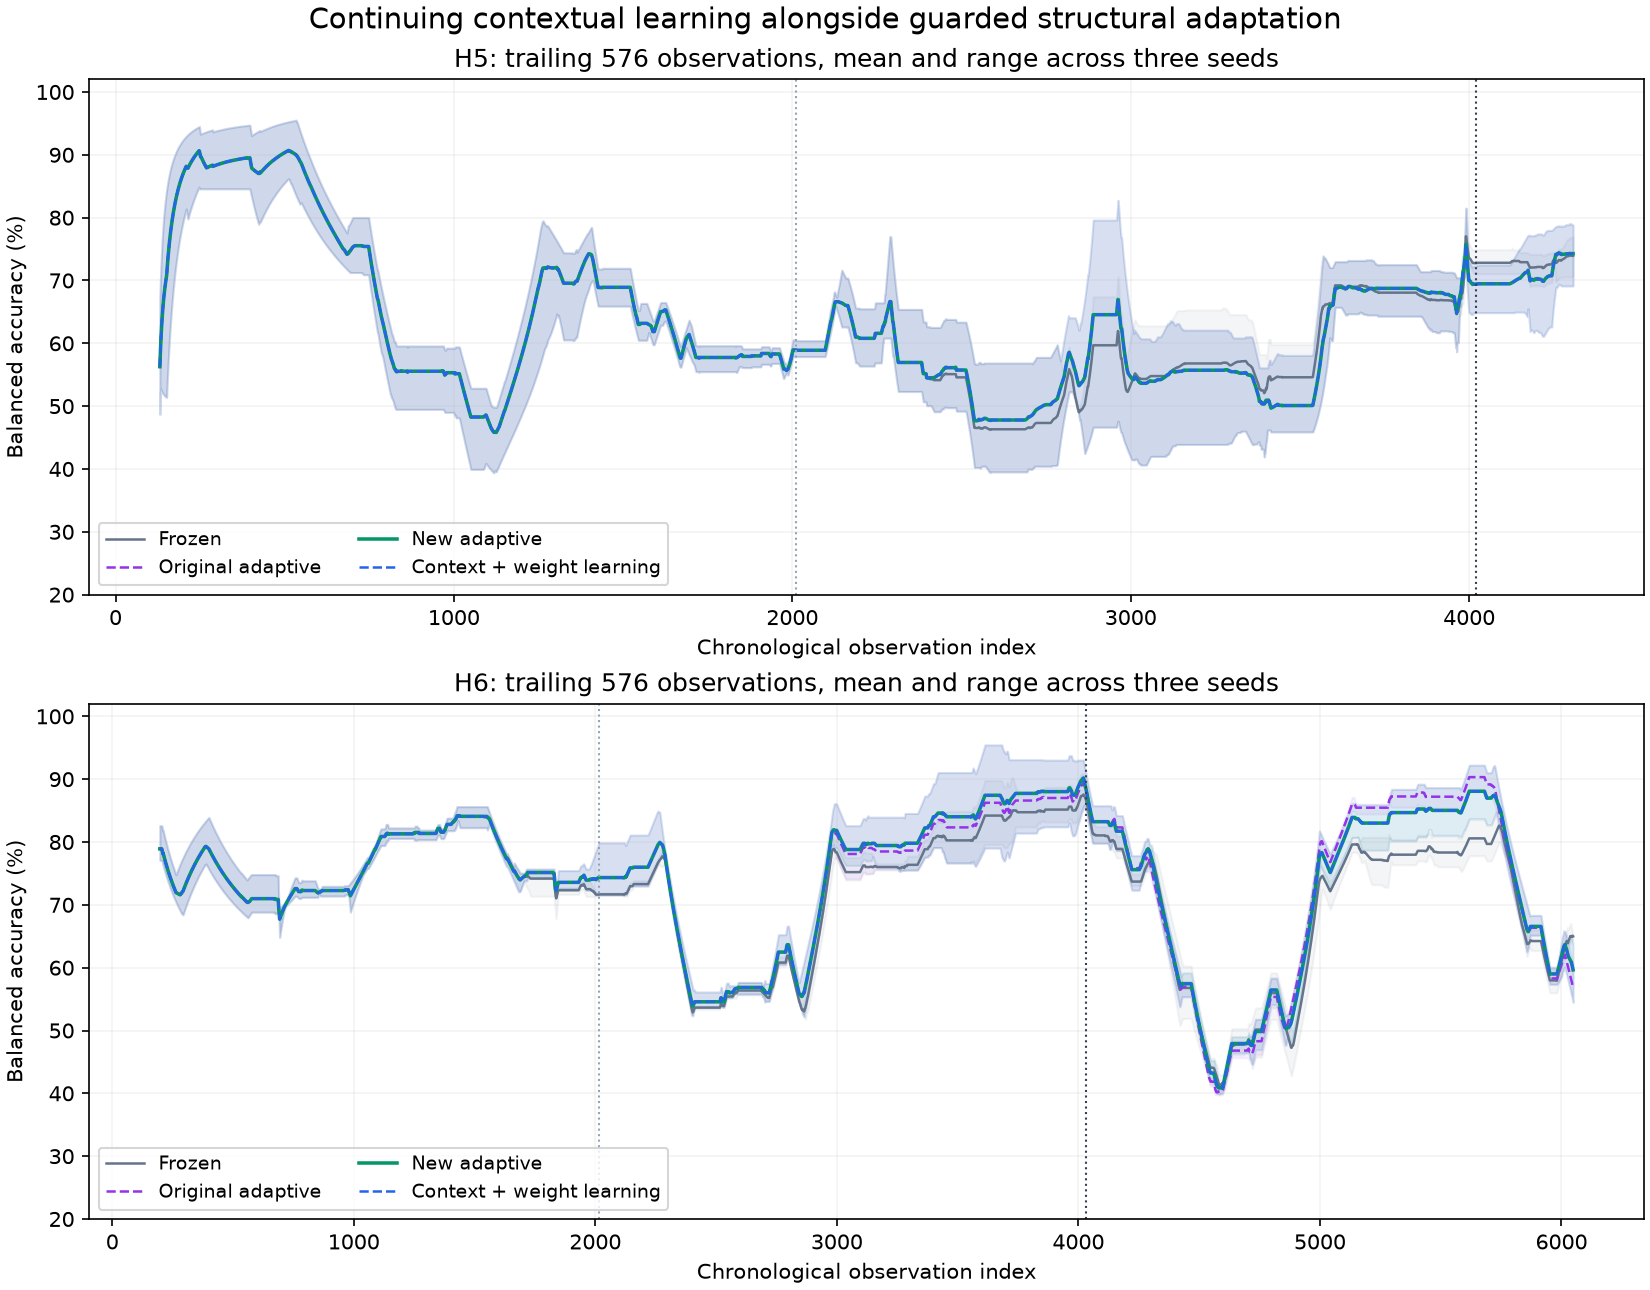 Continuing contextual learning alongside guarded structural adaptation
H5: trailing 576 observations, mean and range across three seeds
Balanced accuracy (%)
100
90
80
70
60
50
40
30
20
Frozen
Original adaptive
New adaptive
Context + weight learning
0 1000 2000 3000 4000
Chronological observation index
H6: trailing 576 observations, mean and range across three seeds
Balanced accuracy (%)
100
90
80
70
60
50
40
30
20
Frozen
Original adaptive
New adaptive
Context + weight learning
0 1000 2000 3000 4000 5000 6000
Chronological observation index